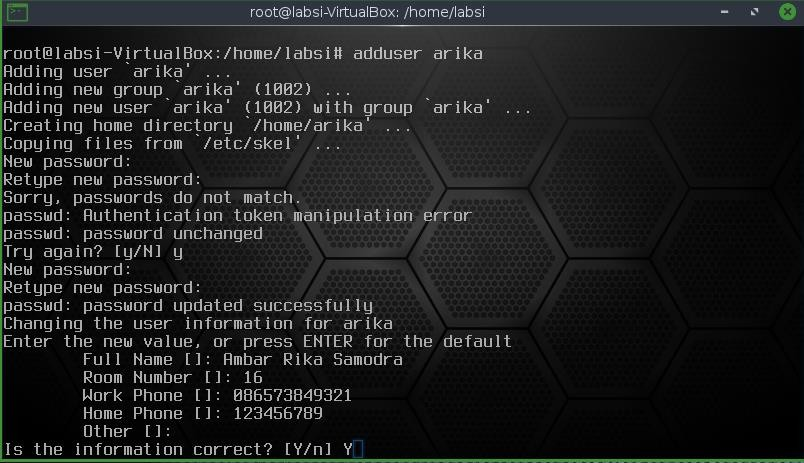 root@labsi-VirtualBox: /home/labsi
root@labsi-VirtualBox:/home/labsi# adduser arika
Adding user `arika' ...
Adding new group `arika' (1002) ...
Adding new user `arika' (1002) with group `arika' ...
Creating home directory `/home/arika' ...
Copying files from `/etc/skel' ...
New password:
Retype new password:
Sorry, passwords do not match.
passwd: Authentication token manipulation error
passwd: password unchanged
Try again? [y/N] y
New password:
Retype new password:
passwd: password updated successfully
Changing the user information for arika
Enter the new value, or press ENTER for the default
        Full Name []: Ambar Rika Samodra
        Room Number []: 16
        Work Phone []: 086573849321
        Home Phone []: 123456789
        Other []:
Is the information correct? [Y/n] Y